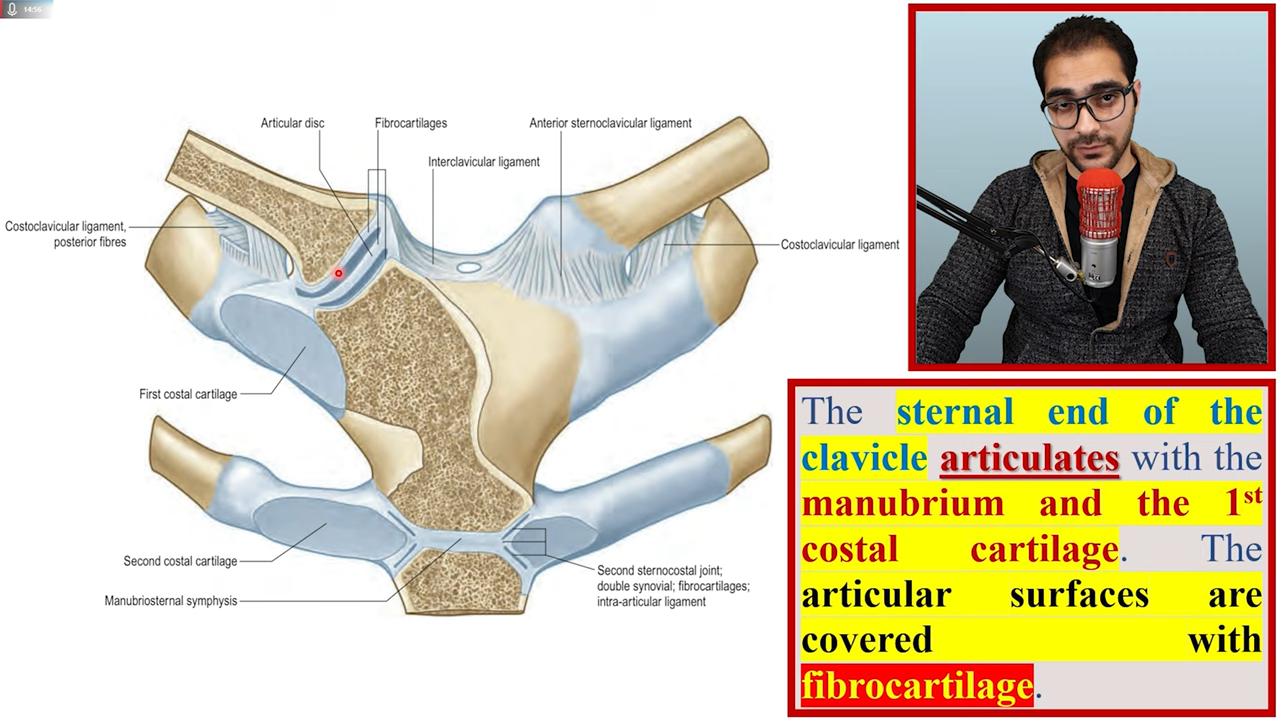 14:56
Articular disc
Fibrocartilages
Anterior sternoclavicular ligament
Interclavicular ligament
Costoclavicular ligament,
posterior fibres
Costoclavicular ligament
First costal cartilage
Second costal cartilage
Manubriosternal symphysis
Second sternocostal joint;
double synovial; fibrocartilages;
intra-articular ligament
The sternal end of the
clavicle articulates with the
manubrium and the 1st
costal cartilage. The
articular surfaces are
covered with
fibrocartilage.